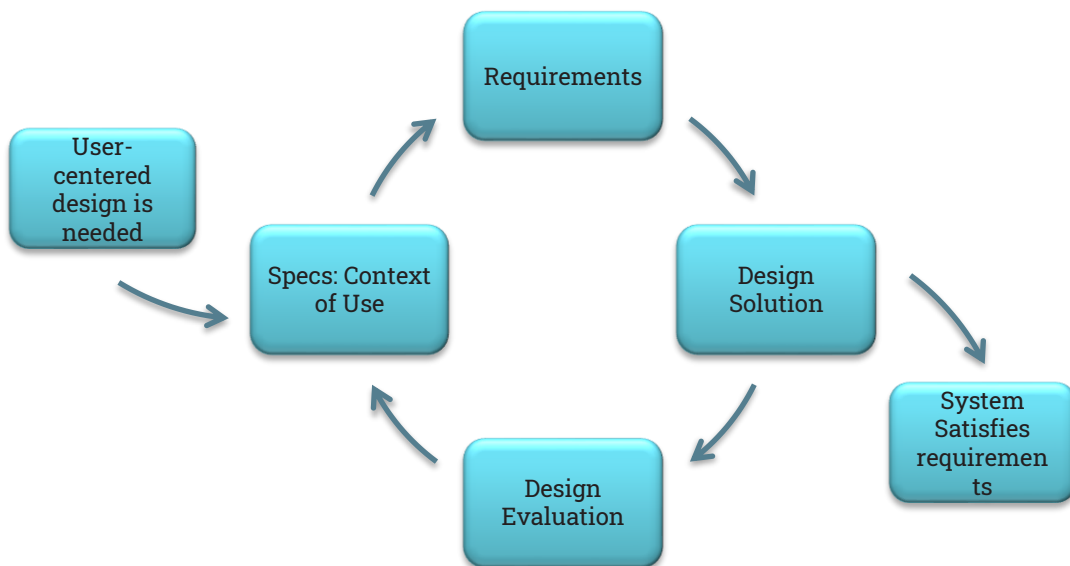 Requirements
User-
centered
design is
needed
Specs: Context
of Use
Design
Solution
System
Satisfies
requiremen
ts
Design
Evaluation